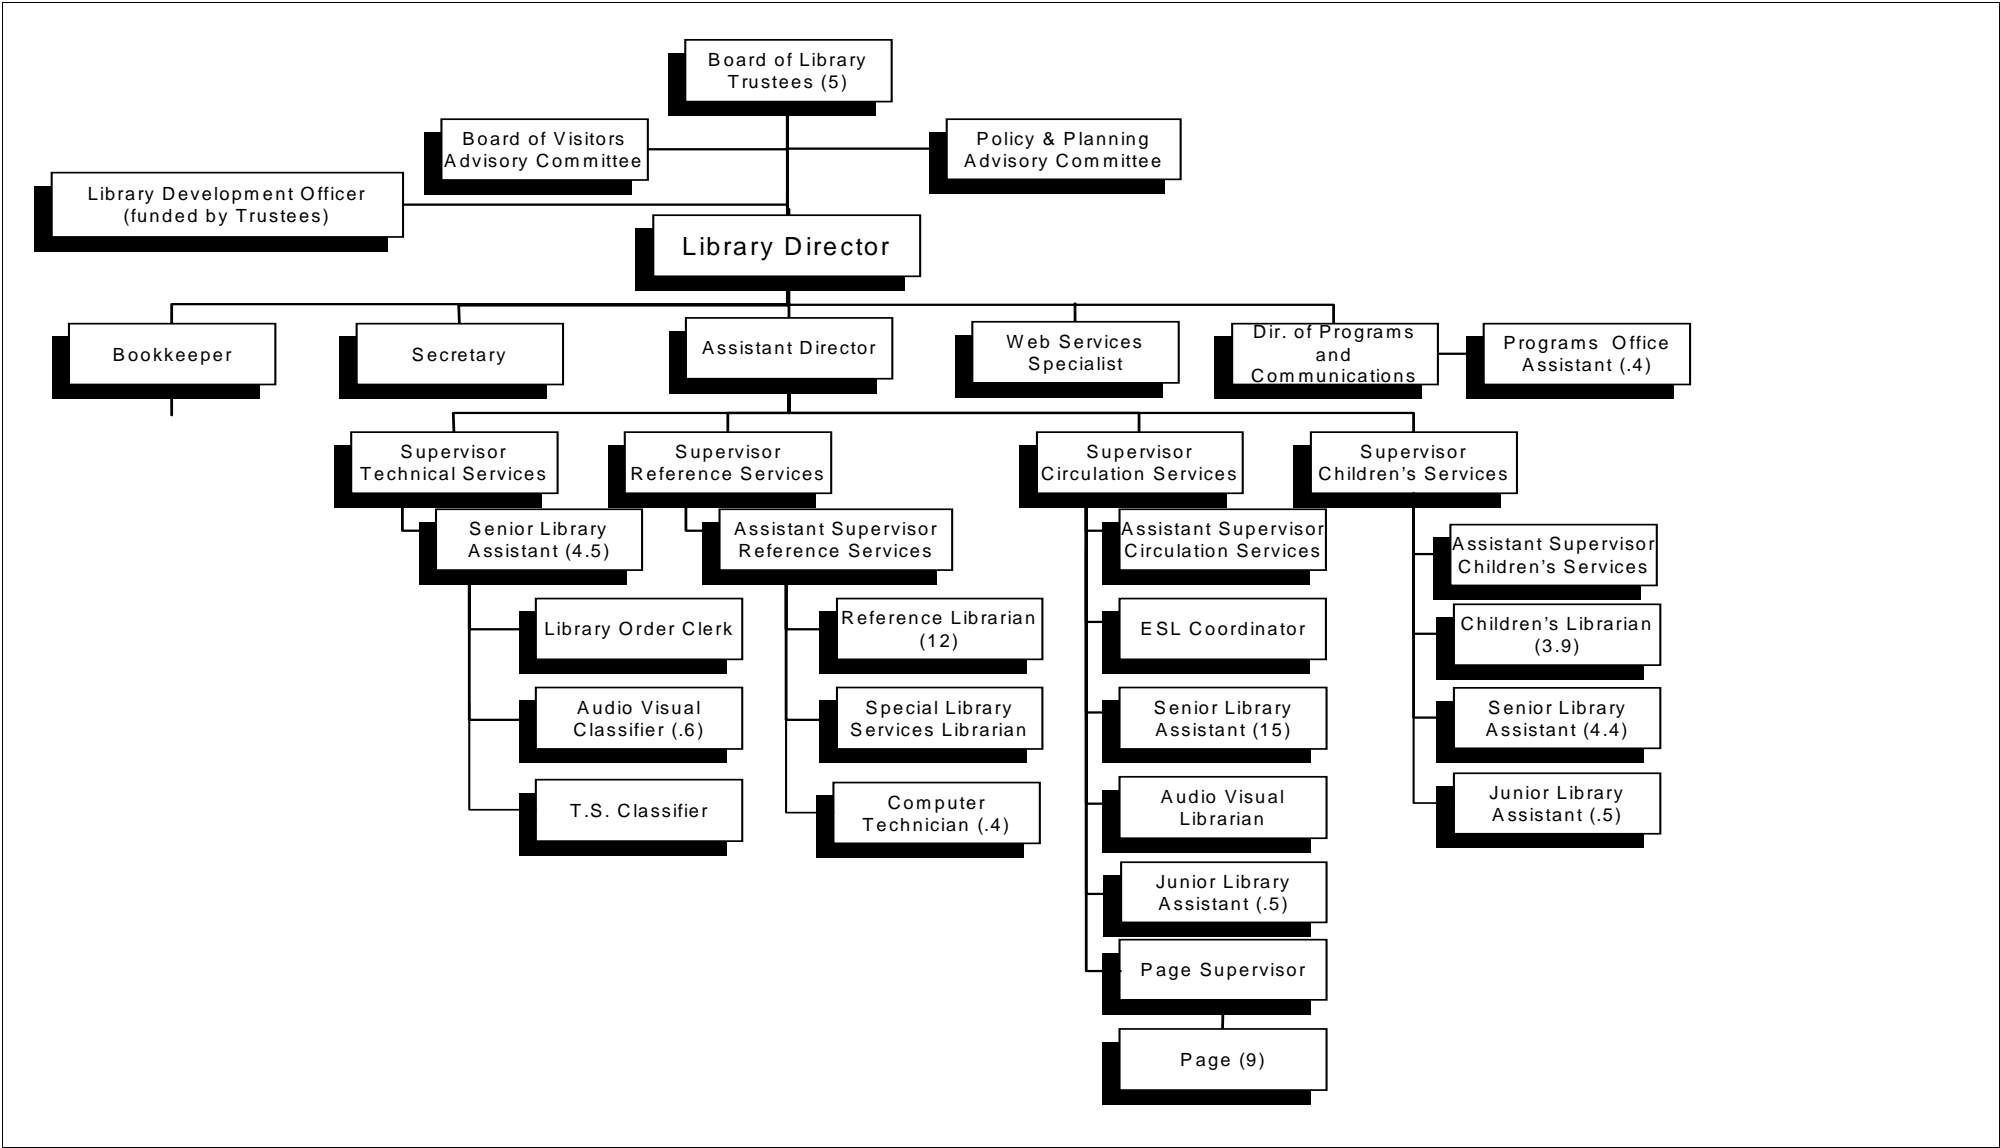 Board of Library
Trustees (5)
Board of Visitors
Advisory Committee
Policy & Planning
Advisory Committee
Library Development Officer
(funded by Trustees)
Library Director
Bookkeeper
Secretary
Assistant Director
Web Services
Specialist
Dir. of Programs
and
Communications
Programs Office
Assistant (.4)
Supervisor
Technical Services
Supervisor
Reference Services
Supervisor
Circulation Services
Supervisor
Children’s Services
Senior Library
Assistant (4.5)
Library Order Clerk
Audio Visual
Classifier (.6)
T.S. Classifier
Assistant Supervisor
Reference Services
Reference Librarian
(12)
Special Library
Services Librarian
Computer
Technician (.4)
Assistant Supervisor
Circulation Services
ESL Coordinator
Senior Library
Assistant (15)
Audio Visual
Librarian
Junior Library
Assistant (.5)
Page Supervisor
Page (9)
Assistant Supervisor
Children’s Services
Children’s Librarian
(3.9)
Senior Library
Assistant (4.4)
Junior Library
Assistant (.5)